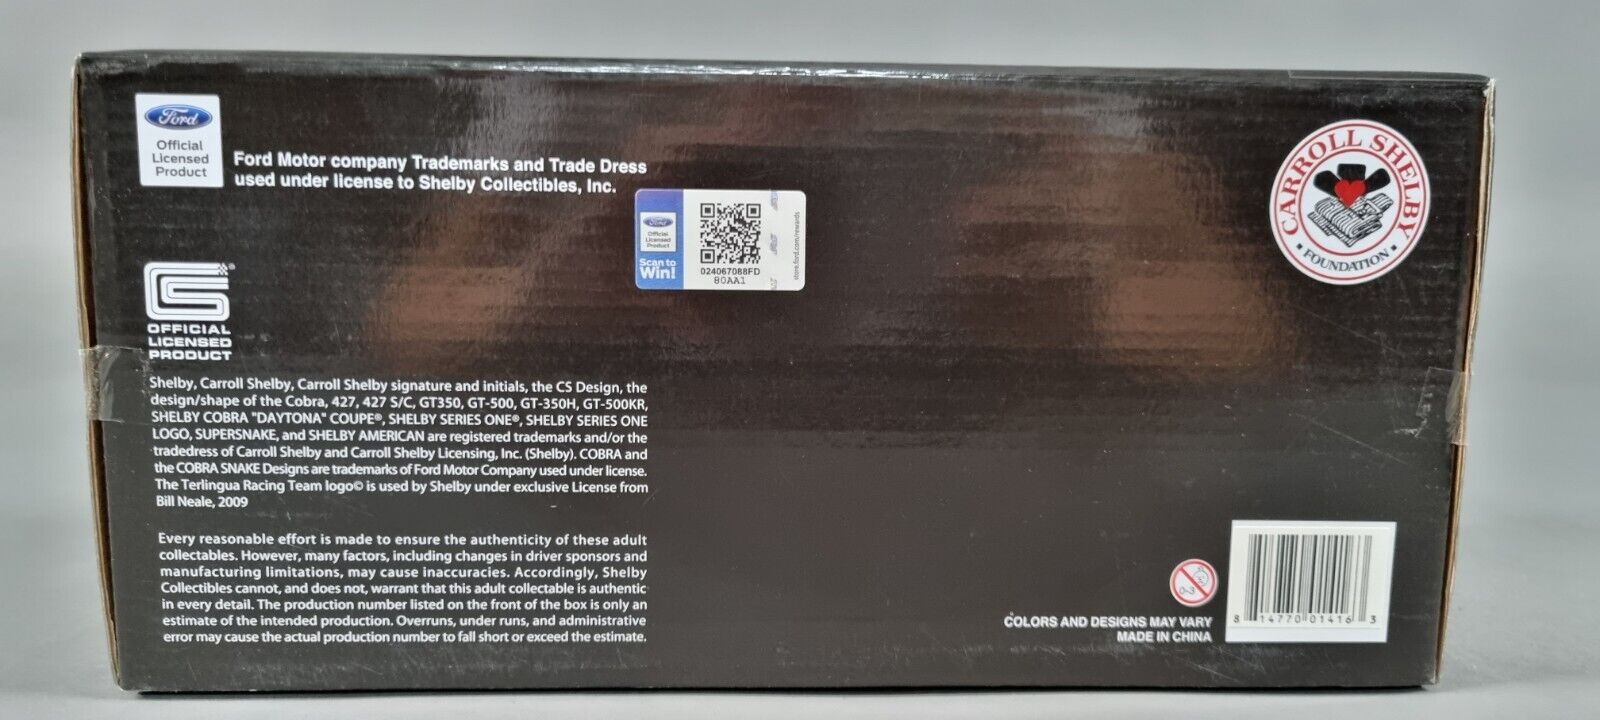 Ford
Official
Licensed
Product
Ford Motor company Trademarks and Trade Dress
used under license to Shelby Collectibles, Inc.
Ford
Official
Licensed
Product
Scan to
Win!
024067088FD
80AA1
store.ford.com/rewards
CARROLL SHELBY
• FOUNDATION •
CS®
OFFICIAL
LICENSED
PRODUCT
Shelby, Carroll Shelby, Carroll Shelby signature and initials, the CS Design, the
design/shape of the Cobra, 427, 427 S/C, GT350, GT-500, GT-350H, GT-500KR,
SHELBY COBRA "DAYTONA" COUPE®, SHELBY SERIES ONE®, SHELBY SERIES ONE
LOGO, SUPERSNAKE, and SHELBY AMERICAN are registered trademarks and/or the
tradedress of Carroll Shelby and Carroll Shelby Licensing, Inc. (Shelby). COBRA and
the COBRA SNAKE Designs are trademarks of Ford Motor Company used under license.
The Terlingua Racing Team logo© is used by Shelby under exclusive License from
Bill Neale, 2009
Every reasonable effort is made to ensure the authenticity of these adult
collectables. However, many factors, including changes in driver sponsors and
manufacturing limitations, may cause inaccuracies. Accordingly, Shelby
Collectibles cannot, and does not, warrant that this adult collectable is authentic
in every detail. The production number listed on the front of the box is only an
estimate of the intended production. Overruns, under runs, and administrative
error may cause the actual production number to fall short or exceed the estimate.
0-3
COLORS AND DESIGNS MAY VARY
MADE IN CHINA
8 14770 01416 3